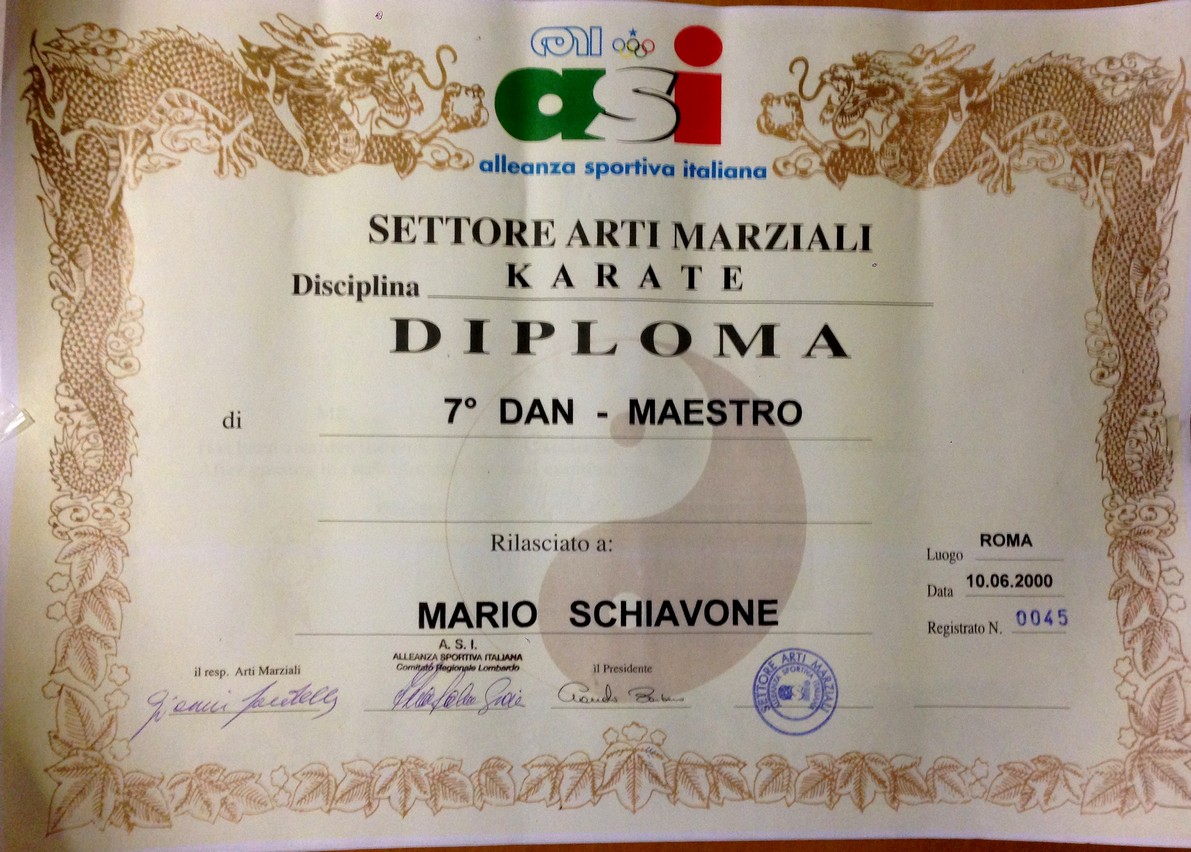 asi
alleanza sportiva italiana
SETTORE ARTI MARZIALI
Disciplina KARATE
DIPLOMA
di 7° DAN - MAESTRO
Rilasciato a:
MARIO SCHIAVONE
Luogo ROMA
Data 10.06.2000
Registrato N. 0045
il resp. Arti Marziali
A. S. I.
ALLEANZA SPORTIVA ITALIANA
Comitato Regionale Lombardo
il Presidente
SETTORE ARTI MARZIALI